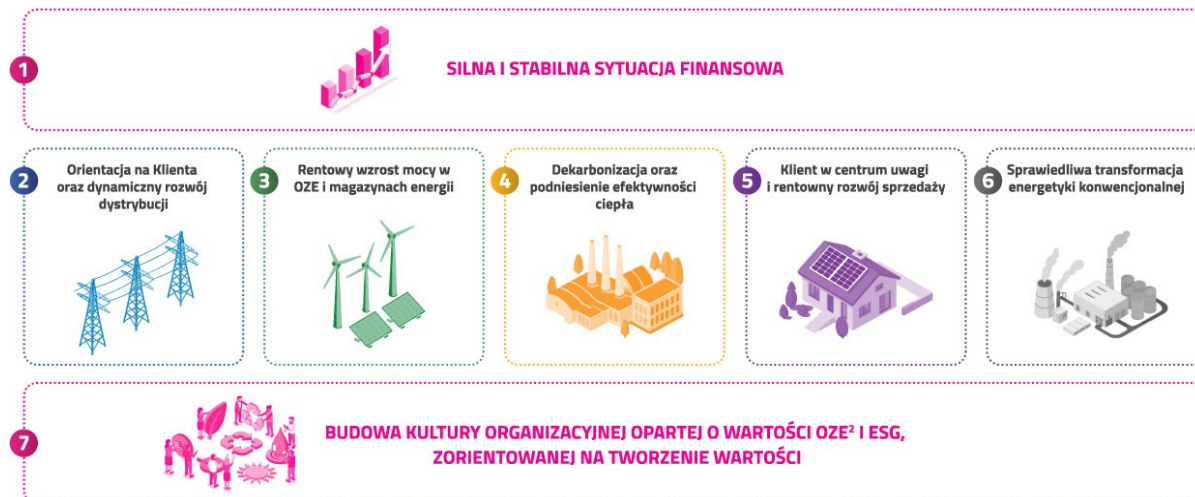 1
SILNA I STABILNA SYTUACJA FINANSOWA
2
Orientacja na Klienta
oraz dynamiczny rozwój
dystrybucji
3
Rentowy wzrost mocy w
OZE i magazynach energii
4
Dekarbonizacja oraz
podniesienie efektywności
ciepła
5
Klient w centrum uwagi
i rentowny rozwój sprzedaży
6
Sprawiedliwa transformacja
energetyki konwencjonalnej
7
BUDOWA KULTURY ORGANIZACYJNEJ OPARTEJ O WARTOŚCI OZE² I ESG,
ZORIENTOWANEJ NA TWORZENIE WARTOŚCI